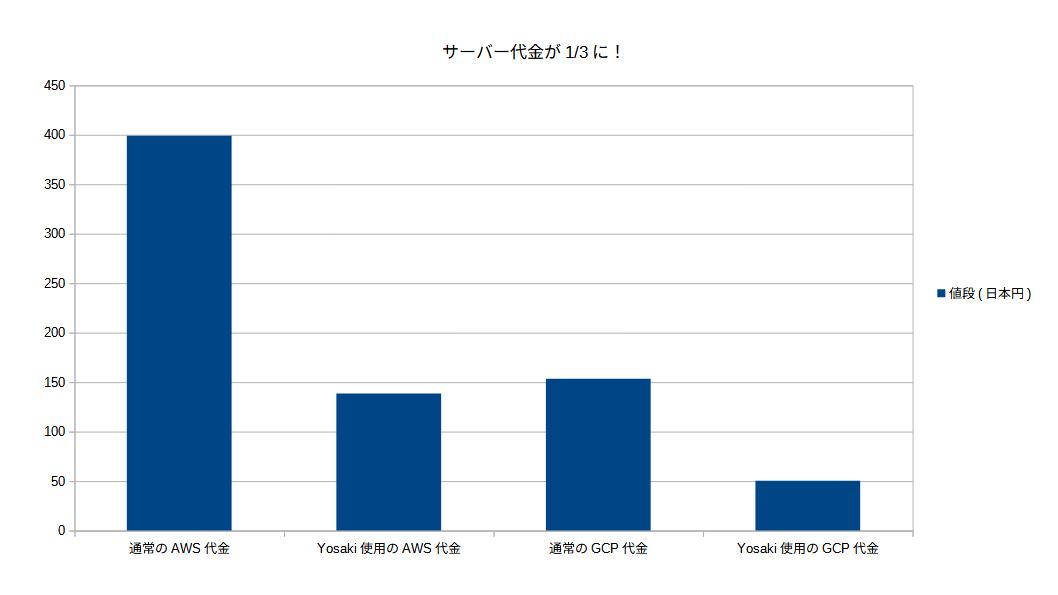 サーバー代金が 1/3 に！
450
400
350
300
250
200
150
100
50
0
値段 ( 日本円 )
通常の AWS 代金
Yosaki 使用の AWS 代金
通常の GCP 代金
Yosaki 使用の GCP 代金